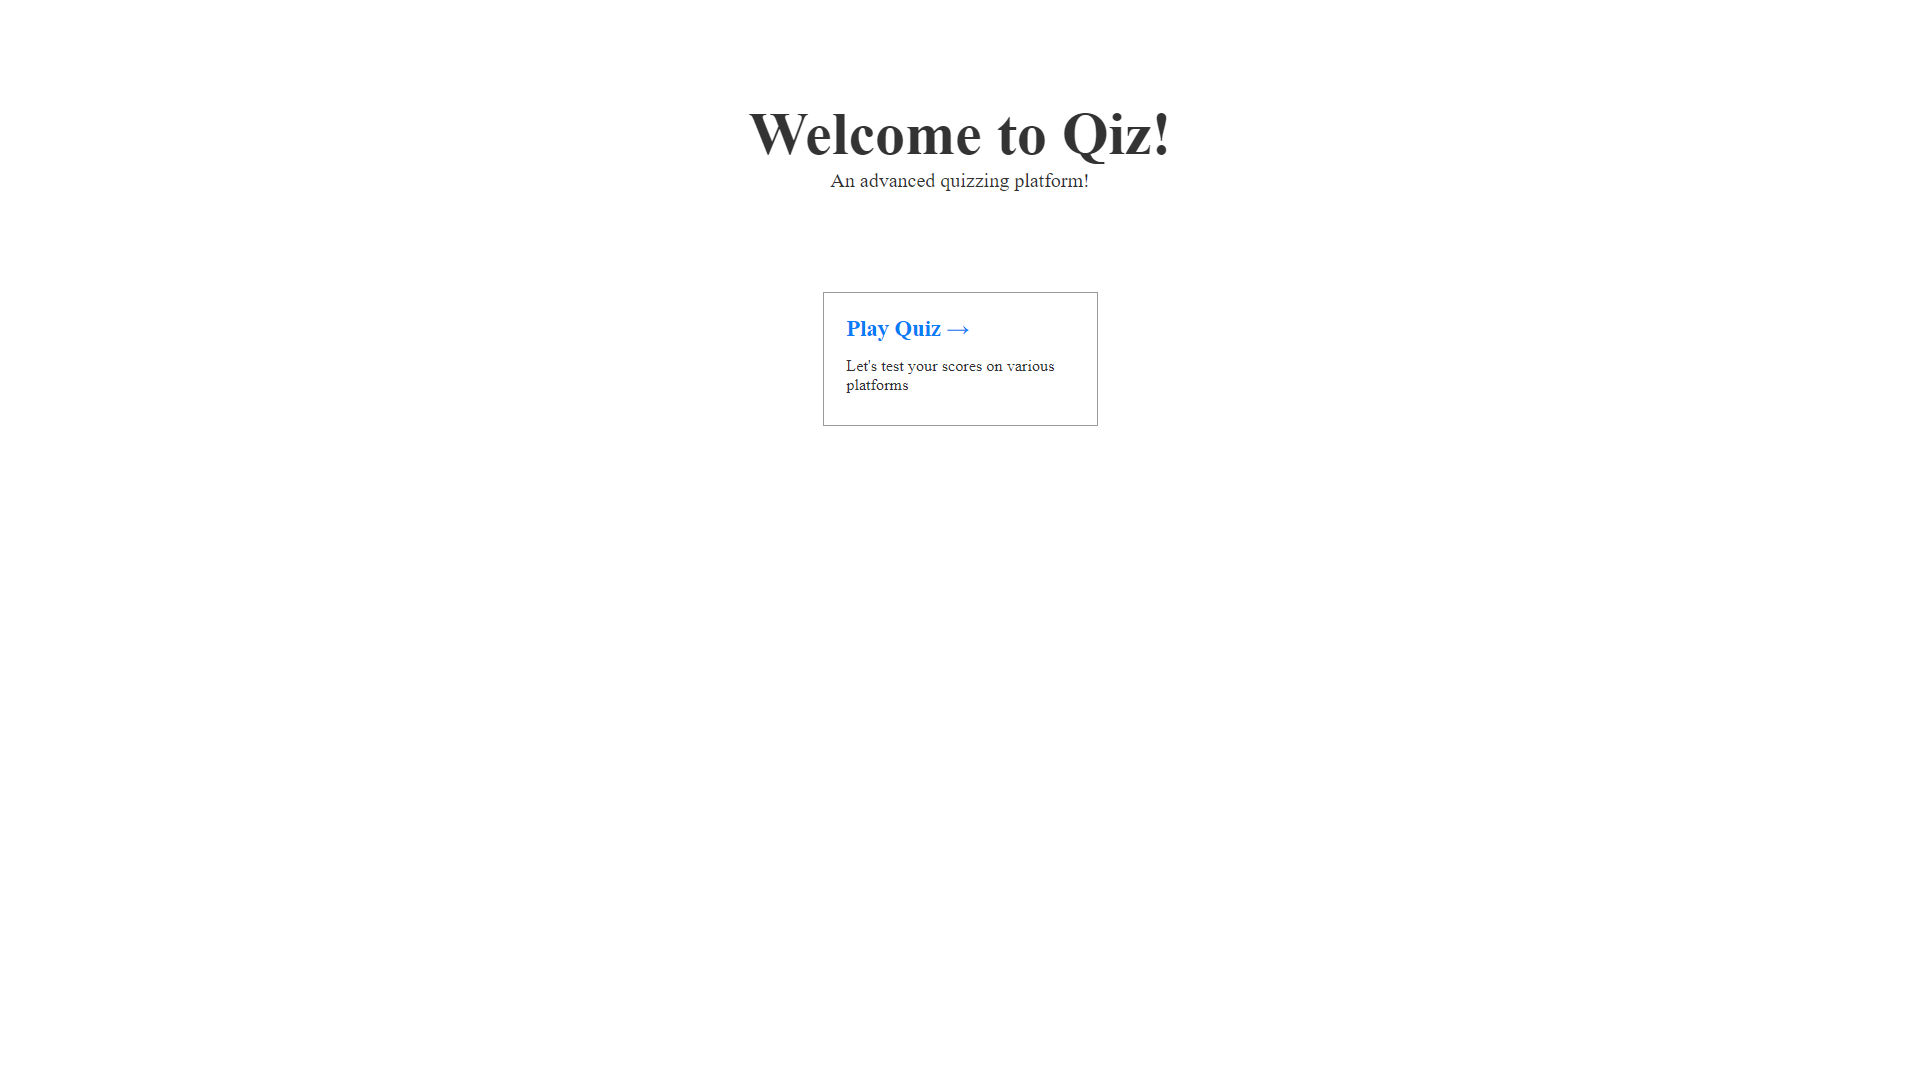 Welcome to Qiz!
An advanced quizzing platform!
Play Quiz →
Let's test your scores on various
platforms